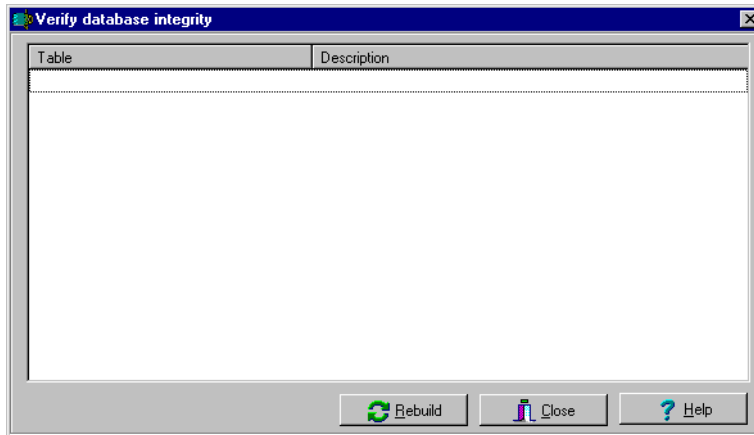 Verify database integrity
Table Description
Rebuild Close Help